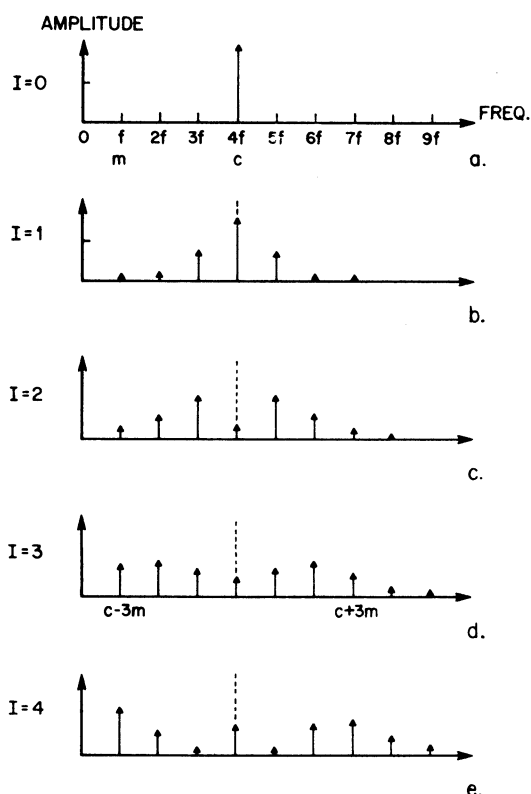 AMPLITUDE
I=0
FREQ.
0 f 2f 3f 4f 5f 6f 7f 8f 9f
m c a.
I=1
b.
I=2
c.
I=3
c-3m c+3m
d.
I=4
e.